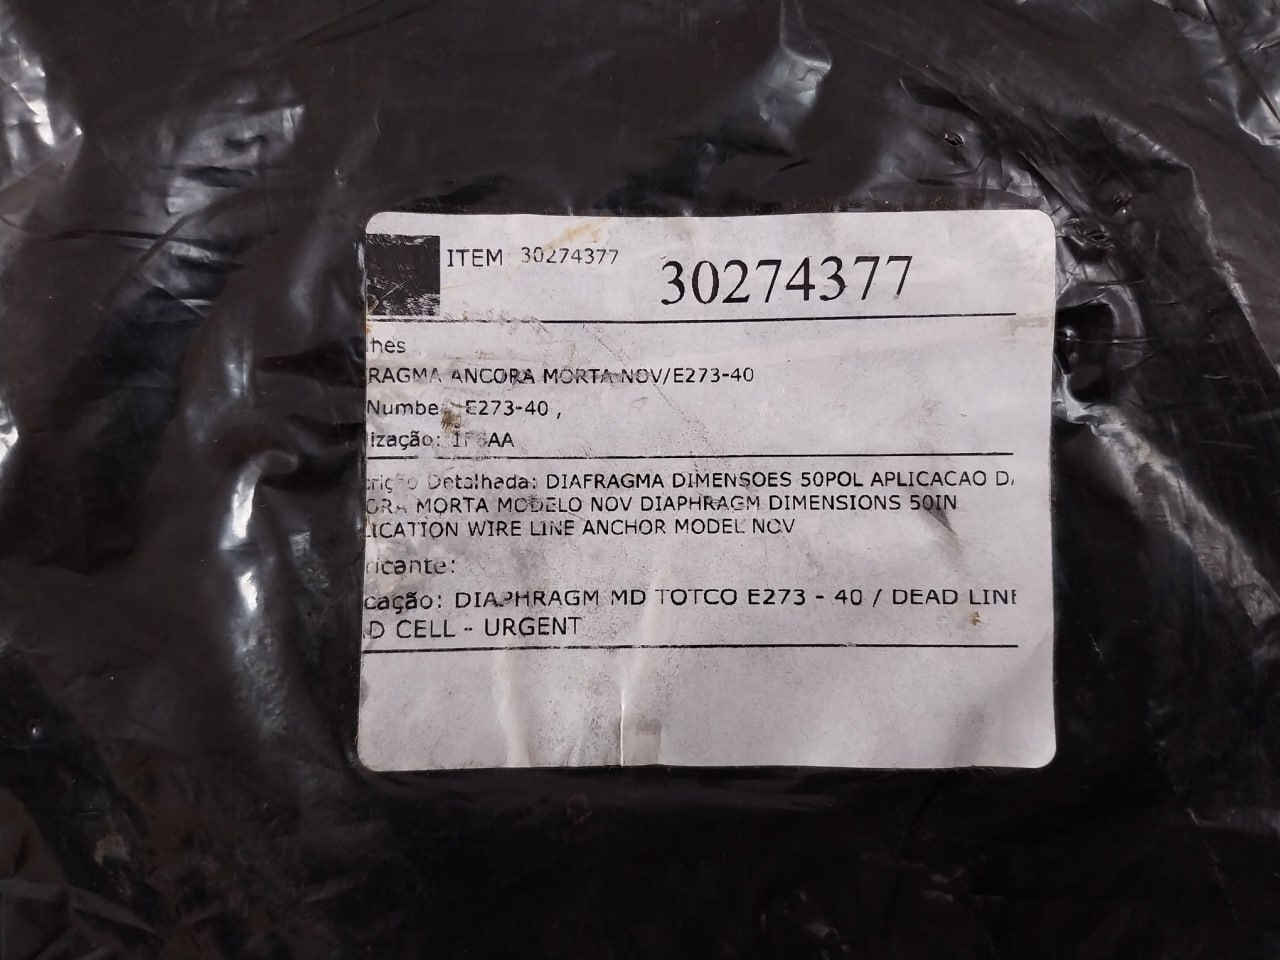 ITEM 30274377 30274377
hes
RAGMA ANCORA MORTA NOV/E273-40
Numbe E273-40 ,
lização: AA
Detalhada: DIAFRAGMA DIMENSOES 50POL APLICACAO D
ORA MORTA MODELO NOV DIAPHRAGM DIMENSIONS 50IN
LICATION WIRE LINE ANCHOR MODEL NOV
ricante:
cação: DIAPHRAGM MD TOTCO E273 - 40 / DEAD LINE
D CELL - URGENT